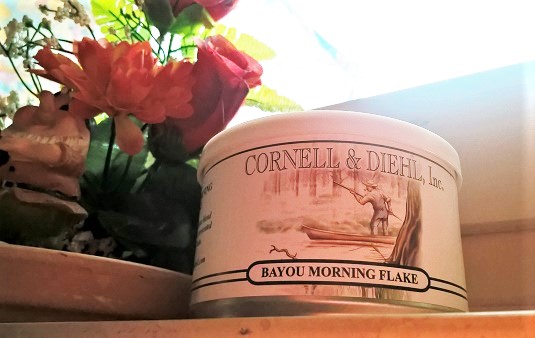 CORNELL & DIEHL, Inc.
BAYOU MORNING FLAKE